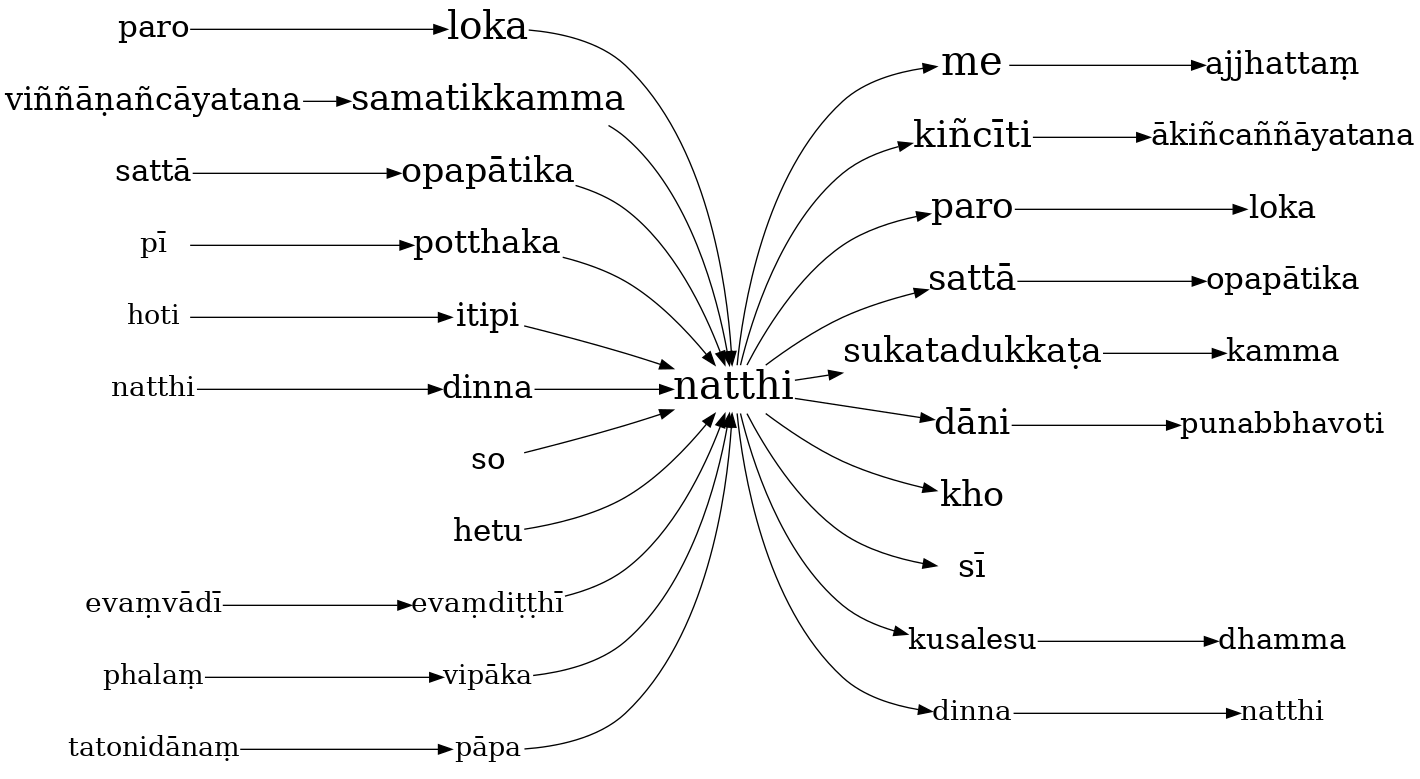 paro loka
viññāṇañcāyatana samatikkamma
sattā opapātika
pī potthaka
hoti itipi
natthi dinna
so
hetu
evaṃvādī evaṃdiṭṭhī
phalaṃ vipāka
tatonidānaṃ pāpa
natthi
me ajjhattaṃ
kiñcīti ākiñcaññāyatana
paro loka
sattā opapātika
sukatadukkaṭa kamma
dāni punabbhavoti
kho
sī
kusalesu dhamma
dinna natthi